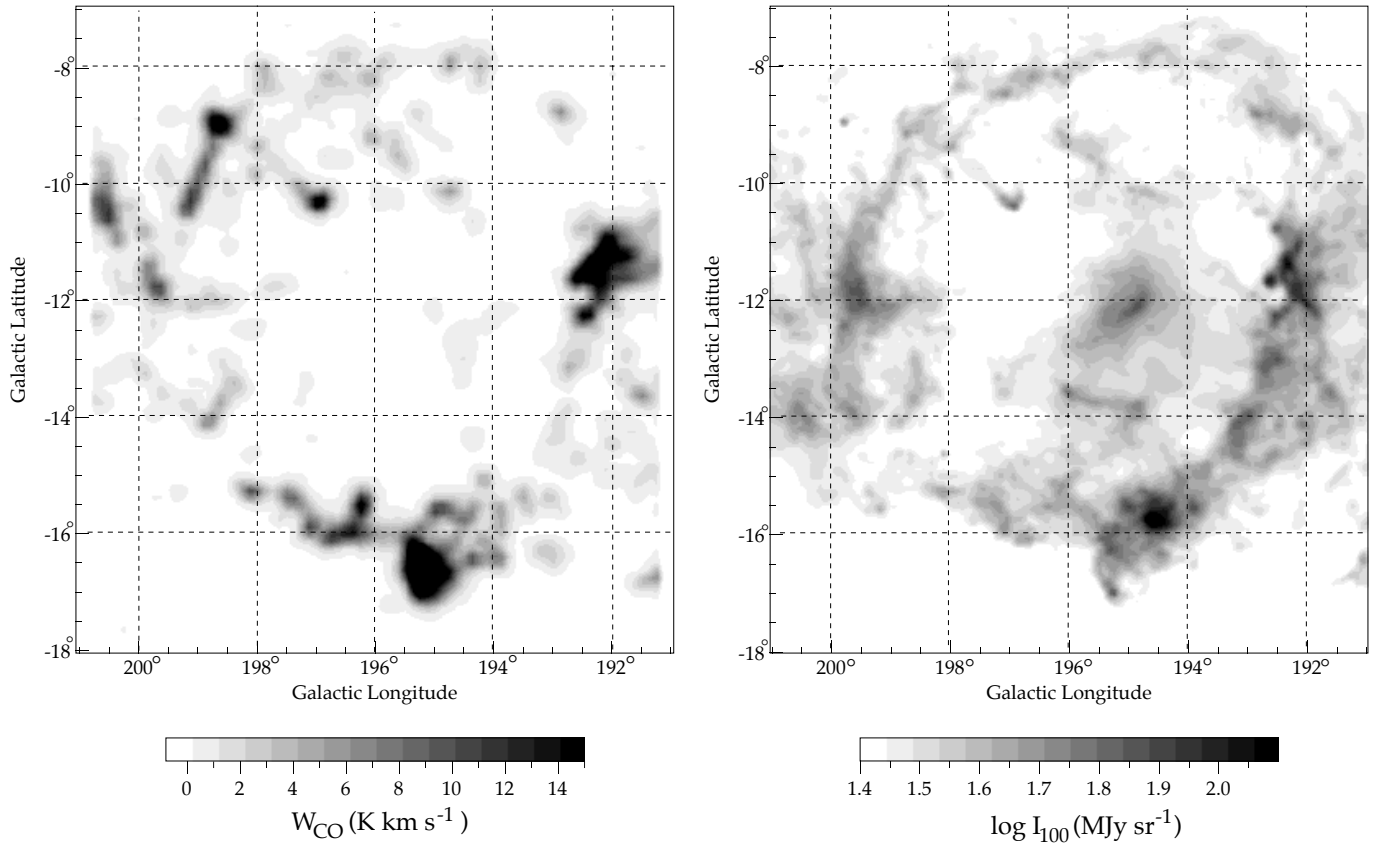 -8°
-10°
-12°
-14°
-16°
-18°
Galactic Latitude
200° 198° 196° 194° 192°
Galactic Longitude
0 2 4 6 8 10 12 14
W_CO (K km s^-1 )
-8°
-10°
-12°
-14°
-16°
-18°
Galactic Latitude
200° 198° 196° 194° 192°
Galactic Longitude
1.4 1.5 1.6 1.7 1.8 1.9 2.0
log I_100 (MJy sr^-1)